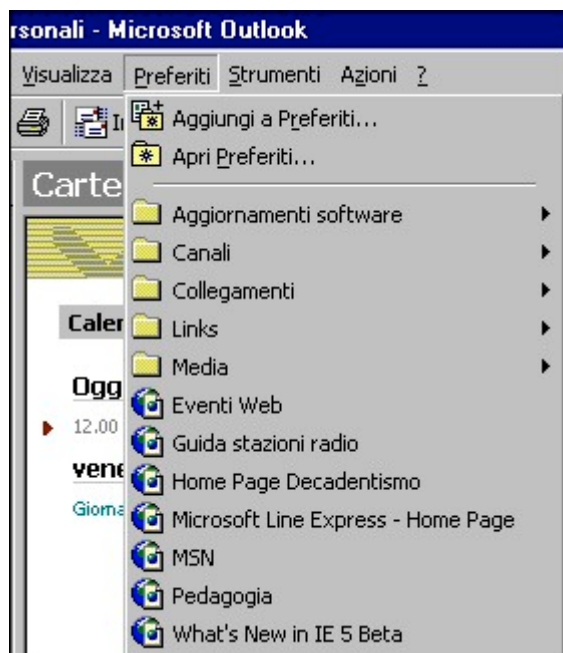 rsonali - Microsoft Outlook
Visualizza Preferiti Strumenti Azioni ?
Aggiungi a Preferiti...
Apri Preferiti...
Carte
Aggiornamenti software
Canali
Collegamenti
Caler Links
Media
Ogg
Eventi Web
12.00
Guida stazioni radio
vene
Home Page Decadentismo
Giorna
Microsoft Line Express - Home Page
MSN
Pedagogia
What's New in IE 5 Beta